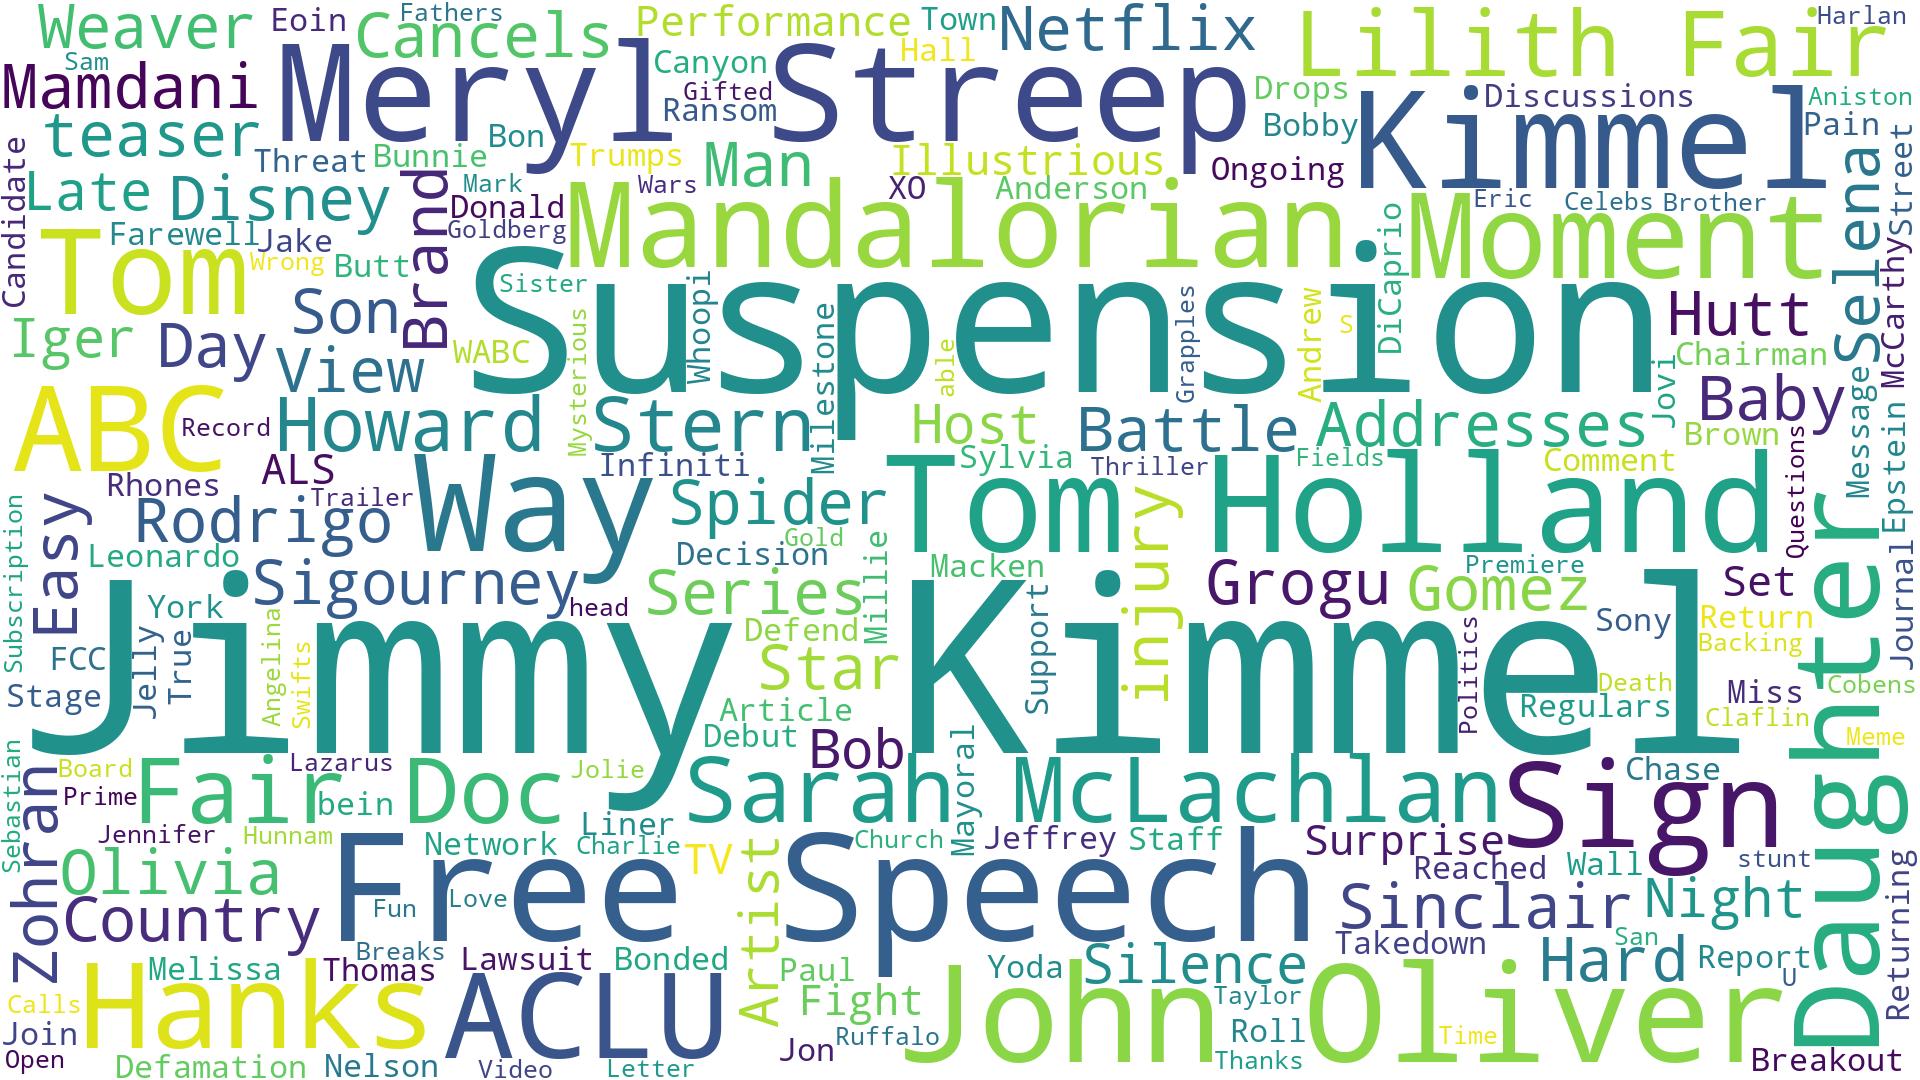 Weaver
Eoin
Fathers
Cancels
Performance
Town
Netflix
Lilith Fair
Harlan
Sam
Mamdani
Meryl Streep
Canyon
Hall
Gifted
Ransom
Drops
Kimmel
Discussions
Aniston
teaser
Bon
Bobby
Pain
Threat
Bunnie
Trumps
Man
Illustrious
Ongoing
Candidate
Late
Disney
Brand
Mark
Wars
XO
Anderson
Donald
Mandalorian
Moment
Eric
Celebs
Brother
Selena
Street
Farewell
Jake
Goldberg
Tom
Wrong
Butt
Suspension
Sister
DiCaprio
McCarthy
Son
Whoopi
Mysterious
Milestone
Grapples
Andrew
S
Hutt
Iger
Day
View
WABC
able
Jovi
Chairman
ABC
Record
Howard Stern
Host
Battle
Addresses
Baby
Brown
Message
Epstein
Rhones
ALS
Infiniti
Sylvia
Thriller
Fields
Comment
Questions
Trailer
Way
Spider
Tom Holland
Subscription
Easy
Rodrigo
Gold
injury
Leonardo
Decision
Macken
Premiere
Journal
Sigourney
Series
Millie
Grogu
Gomez
Set
Daughter
York
head
Jimmy Kimmel
Defend
Support
Sony
Return
Backing
FCC
Jelly
True
Angelina
Swifts
Star
Politics
Death
Cobens
Stage
Article
Regulars
Miss
Claflin
Debut
Bob
Mayoral
Meme
Sebastian
Zohran
Board
Fair
Lazarus
Doc
Jolie
Sarah McLachlan
Sign
Chase
Prime
bein
Jennifer
Hunnam
Liner
Network
Charlie
TV
Artist
Church
Jeffrey
Staff
Surprise
Olivia
Free Speech
Reached
Wall
stunt
Country
Fun
Love
Sinclair
Night
Returning
Breaks
Takedown
San
Melissa
Thomas
Lawsuit
Bonded
Paul
Yoda
Silence
Hard
Report
U
Calls
Hanks
ACLU
Fight
John Oliver
Taylor
Join
Jon
Ruffalo
Roll
Time
Open
Defamation
Nelson
Video
Letter
Thanks
Breakout